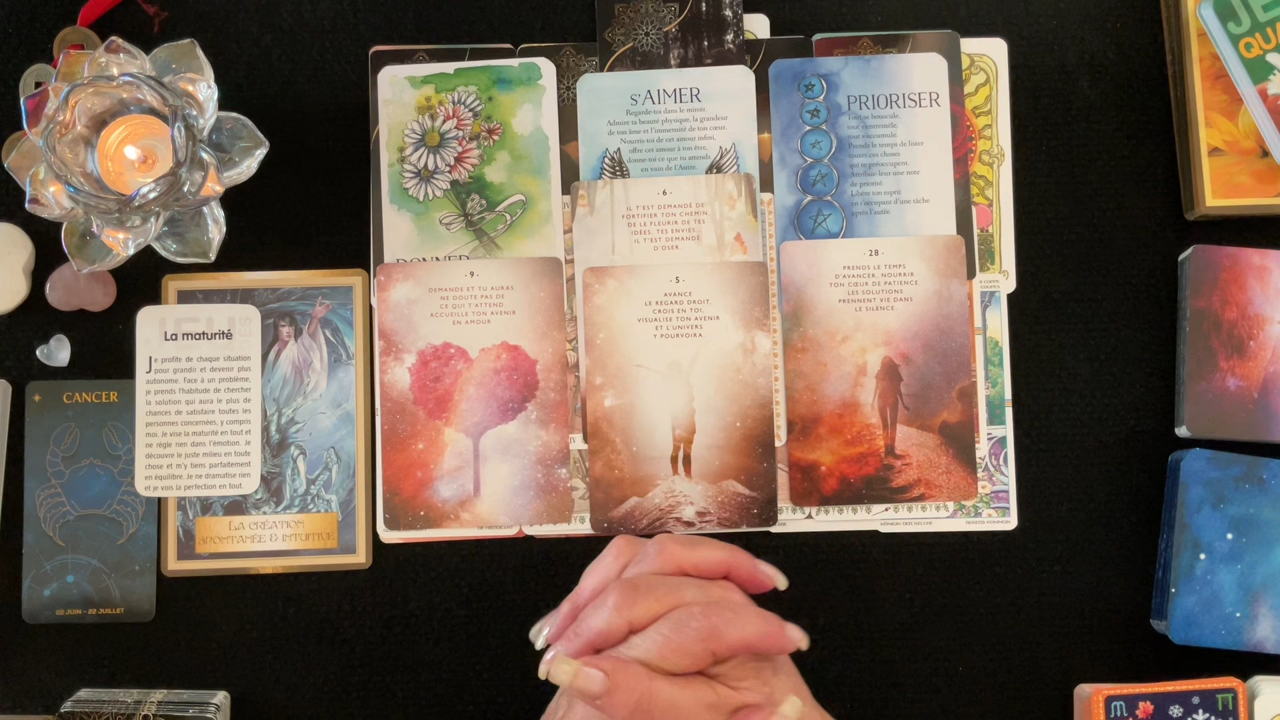 S'AIMER
Regarde-toi dans le miroir.
Admire ta beauté physique, la grandeur
de ton âme et l'immensité de ton cœur.
Nourris-toi de cet amour infini,
offre cet amour à ton être,
donne-toi ce que tu attends
en vain de l'Autre.
PRIORISER
Tout se bouscule,
tout s'entremêle,
tout s'accumule.
Prends le temps de lister
toutes ces choses
qui te préoccupent.
Attribue-leur une note
de priorité.
Libère ton esprit
en t'occupant d'une tâche
après l'autre.
DONNER
· 6 ·
IL T'EST DEMANDÉ DE
FORTIFIER TON CHEMIN,
DE LE FLEURIR DE TES
IDÉES, TES ENVIES...
IL T'EST DEMANDÉ
D'OSER.
· 9 ·
DEMANDE ET TU AURAS.
NE DOUTE PAS DE
CE QUI T'ATTEND
ACCUEILLE TON AVENIR
EN AMOUR
· 5 ·
AVANCE
LE REGARD DROIT,
CROIS EN TOI,
VISUALISE TON AVENIR
ET L'UNIVERS
Y POURVOIRA.
· 28 ·
PRENDS LE TEMPS
D'AVANCER, NOURRIR
TON CŒUR DE PATIENCE
LES SOLUTIONS
PRENNENT VIE DANS
LE SILENCE
CANCER
22 JUIN - 22 JUILLET
La maturité
Je profite de chaque situation
pour grandir et devenir plus
autonome. Face à un problème,
je prends l'habitude de chercher
la solution qui aura le plus de
chances de satisfaire toutes les
personnes concernées, y compris
moi. Je vise la maturité en tout et
ne règle rien dans l'émotion. Je
découvre le juste milieu en toute
chose et m'y tiens parfaitement
en équilibre. Je ne dramatise rien
et je vois la perfection en tout.
LA CRÉATION
SPONTANÉE & INTUITIVE
KÖNIGIN DER KELCHE
JEU
QU